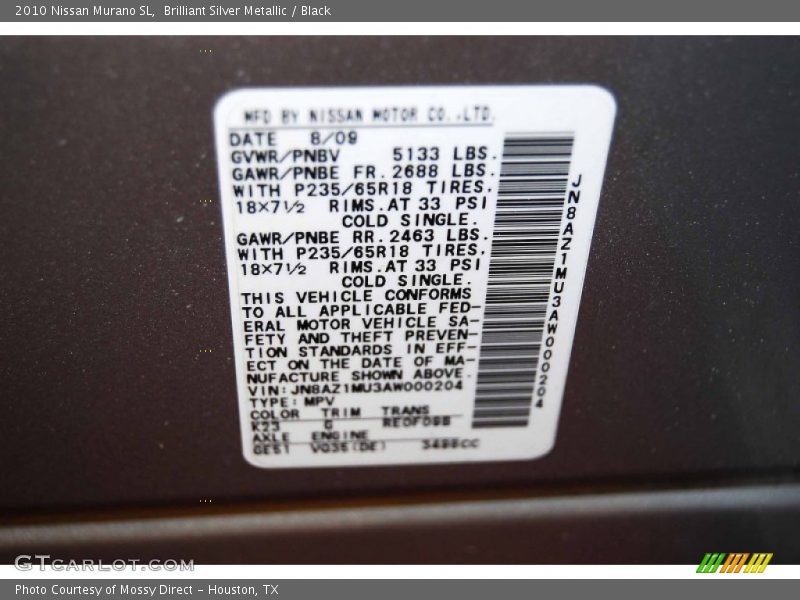 2010 Nissan Murano SL,  Brilliant Silver Metallic / Black
MFD BY NISSAN MOTOR CO.,LTD.
DATE 8/09
GVWR/PNBV 5133 LBS.
GAWR/PNBE FR. 2688 LBS.
WITH P235/65R18 TIRES.
18×7½ RIMS.AT 33 PSI
COLD SINGLE.
GAWR/PNBE RR. 2463 LBS.
WITH P235/65R18 TIRES.
18×7½ RIMS.AT 33 PSI
COLD SINGLE.
THIS VEHICLE CONFORMS
TO ALL APPLICABLE FED-
ERAL MOTOR VEHICLE SA-
FETY AND THEFT PREVEN-
TION STANDARDS IN EFF-
ECT ON THE DATE OF MA-
NUFACTURE SHOWN ABOVE.
VIN:JN8AZ1MU3AW000204
TYPE:MPV
COLOR TRIM TRANS
K23 G RE0F09B
AXLE ENGINE
VQ35(DE) 3498CC
JN8AZ1MU3AW000204
GTCarLot.com
Photo Courtesy of Mossy Direct – Houston, TX